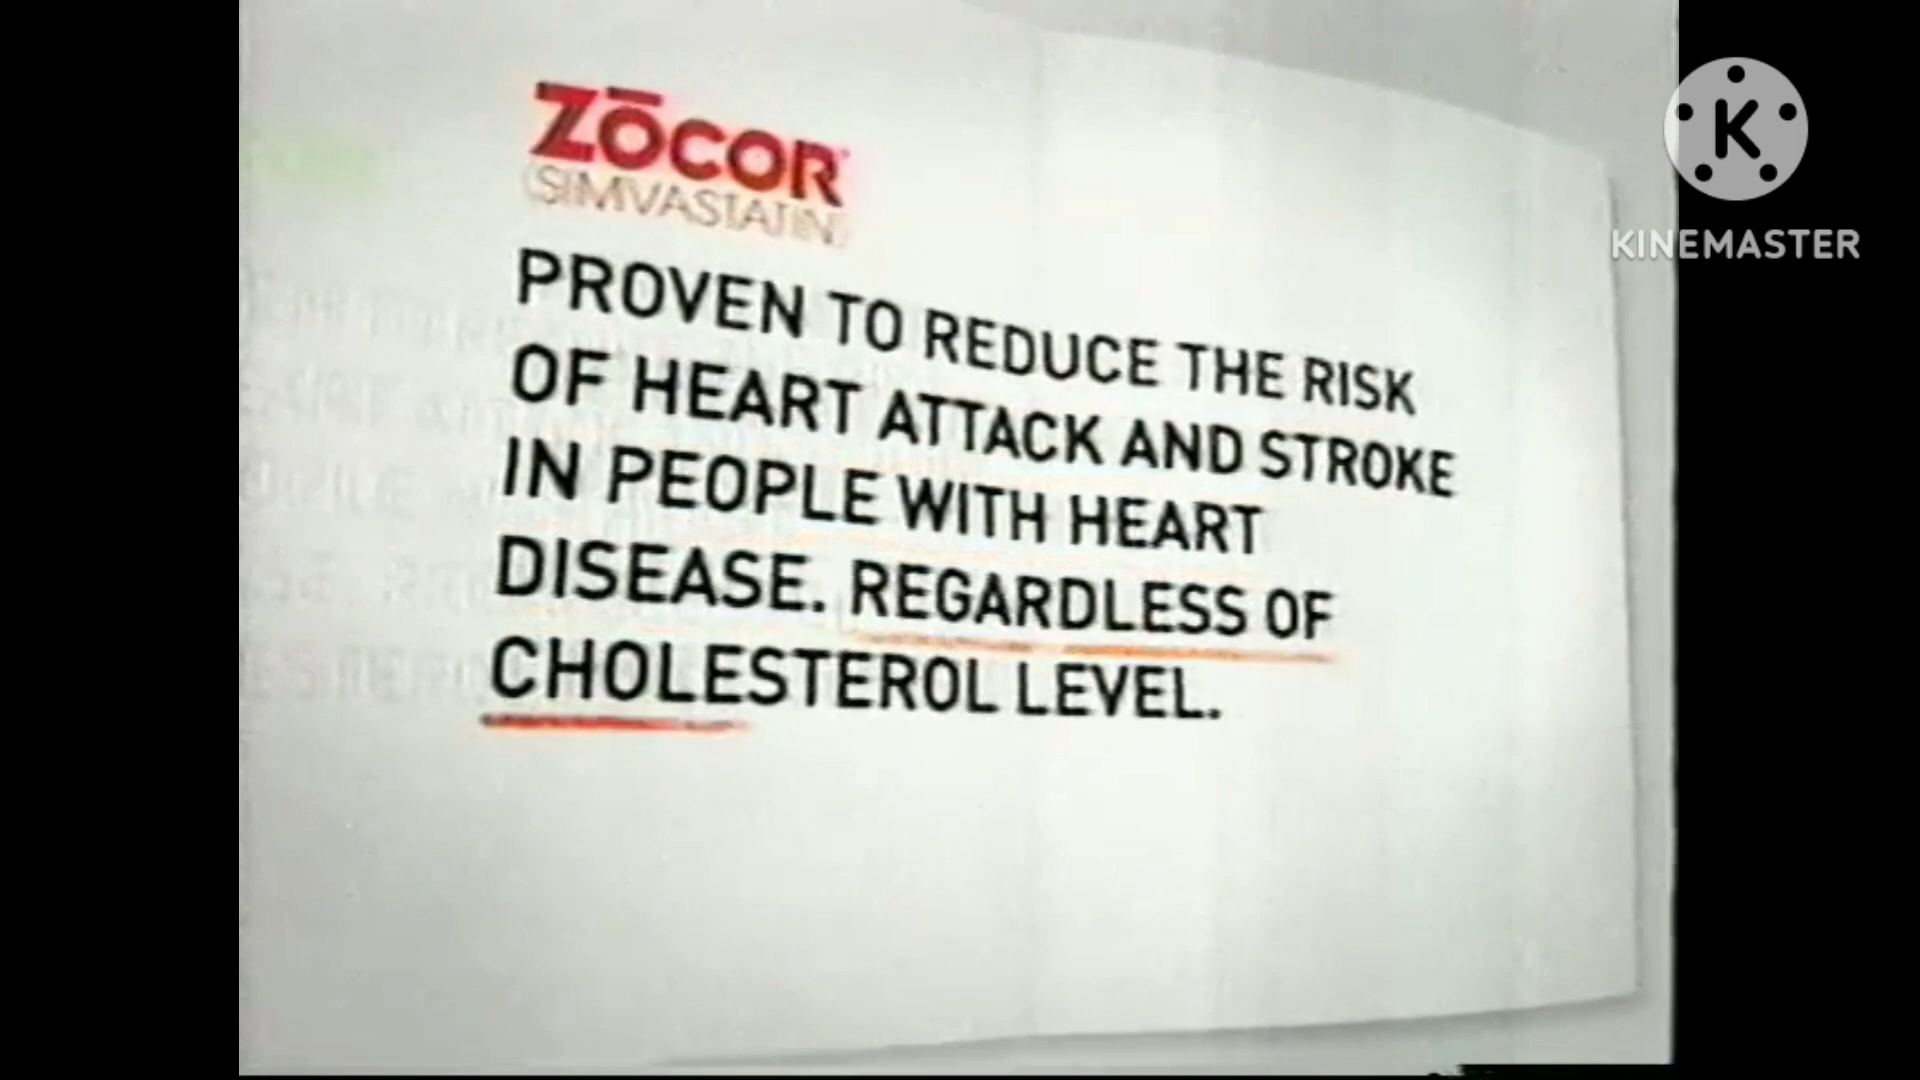 ZŌCOR
(SIMVASTATIN)
PROVEN TO REDUCE THE RISK
OF HEART ATTACK AND STROKE
IN PEOPLE WITH HEART
DISEASE. REGARDLESS OF
CHOLESTEROL LEVEL.
K
KINEMASTER